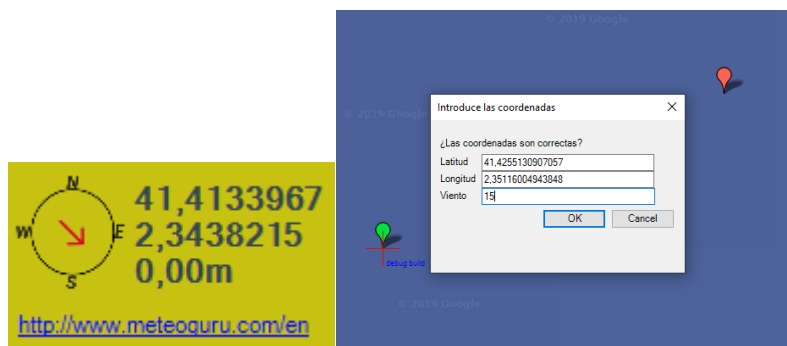 N
W
E
S
41,4133967
2,3438215
0,00m
http://www.meteoguru.com/en
© 2019 Google
© 2019 Google
Introduce las coordenadas
¿Las coordenadas son correctas?
Latitud 41,4255130907057
Longitud 2,35116004943848
Viento 15
OK Cancel
debug build
© 2019 Google